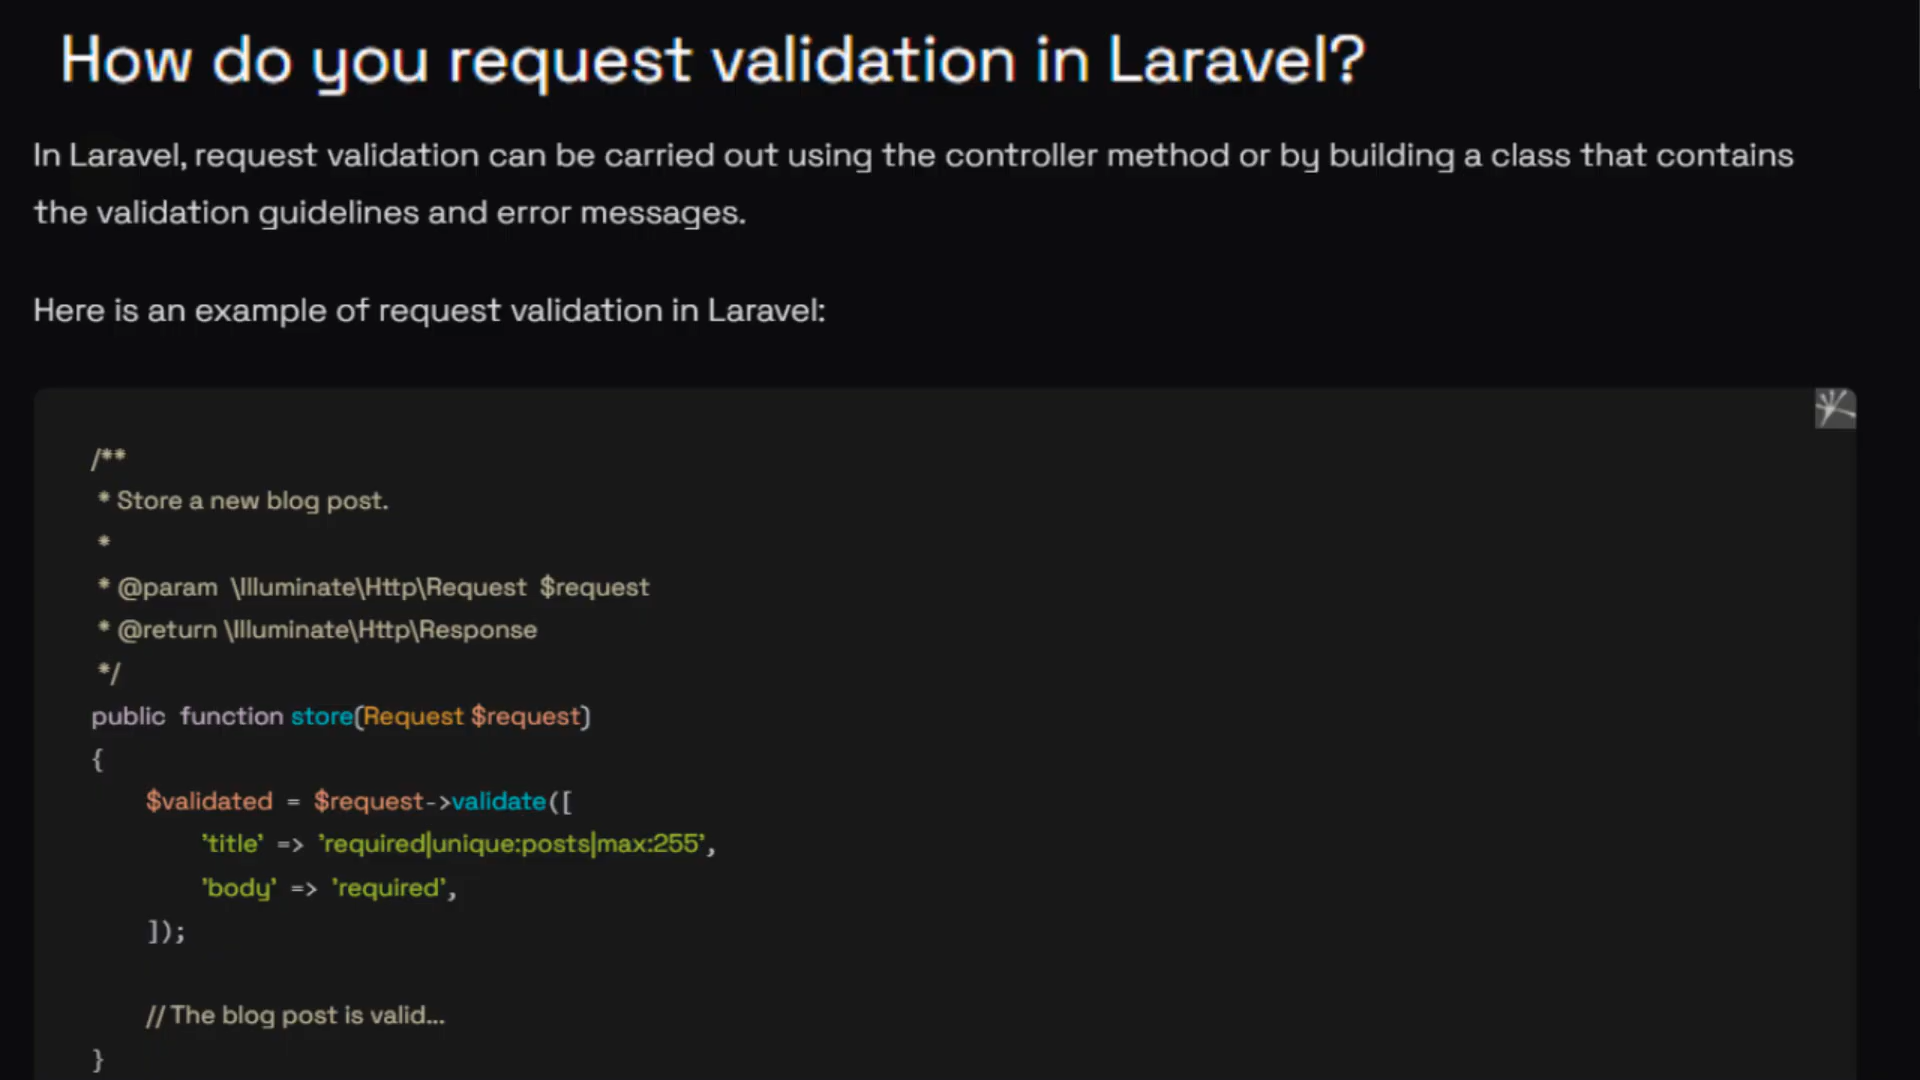 How do you request validation in Laravel?
In Laravel, request validation can be carried out using the controller method or by building a class that contains
the validation guidelines and error messages.
Here is an example of request validation in Laravel:
/**
* Store a new blog post.
*
* @param \Illuminate\Http\Request $request
* @return \Illuminate\Http\Response
*/
public function store(Request $request)
{
$validated = $request->validate([
'title' => 'required|unique:posts|max:255',
'body' => 'required',
]);
// The blog post is valid...
}